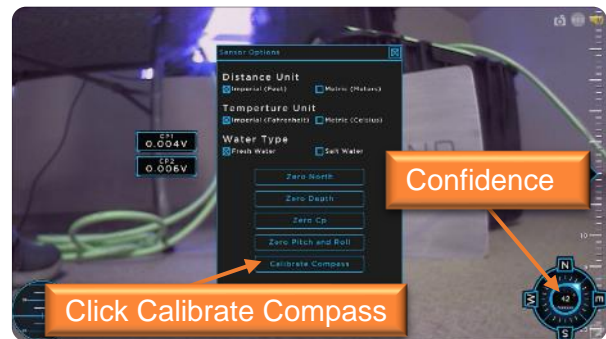 Sensor Options
Distance Unit
Imperial (Feet) Metric (Meters)
Temperture Unit
Imperial (Fahrenheit) Metric (Celsius)
Water Type
Fresh Water Salt Water
CP1
0.004V
CP2
0.006V
Zero North
Zero Depth
Zero Cp
Zero Pitch and Roll
Calibrate Compass
Confidence
Click Calibrate Compass
10
N
W
E
S